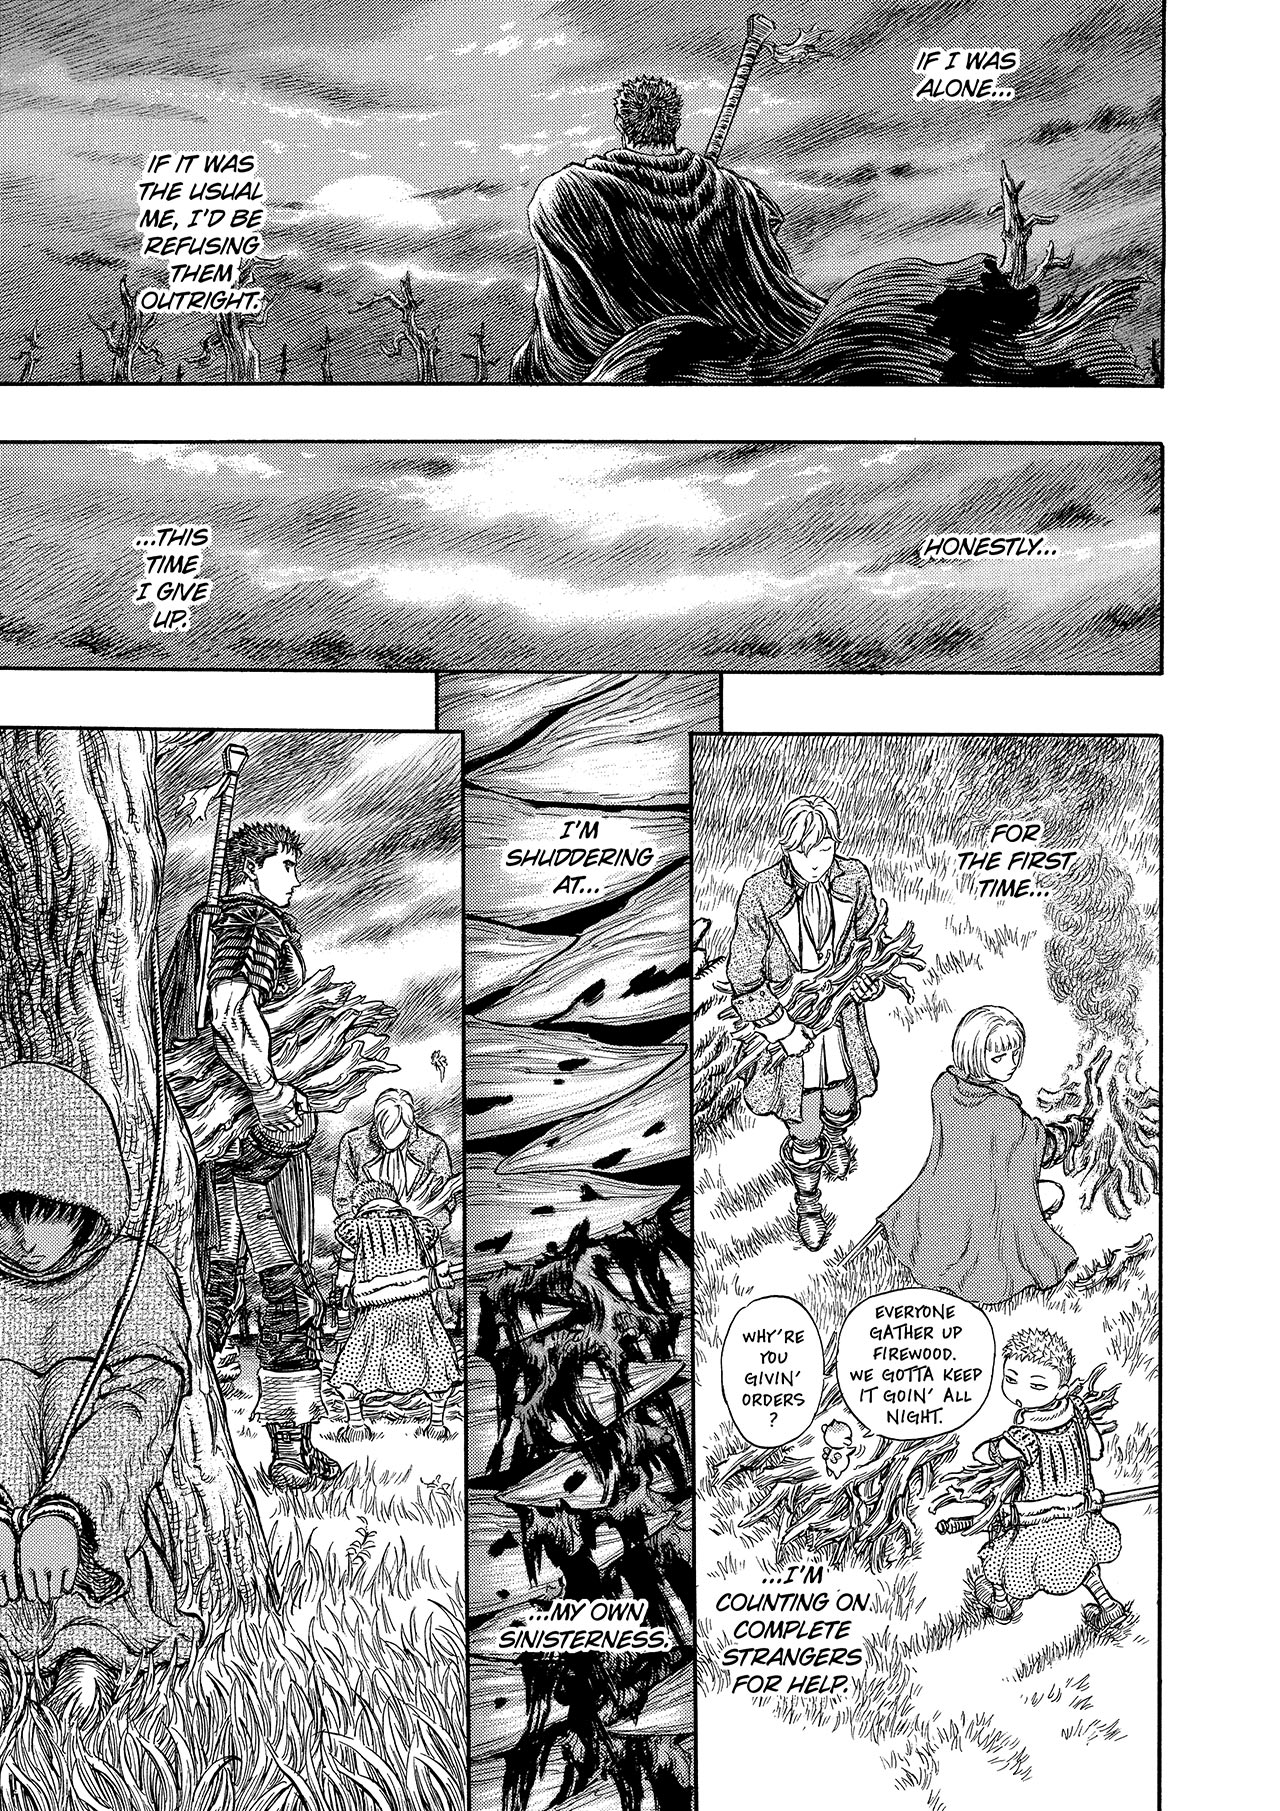 IF I WAS
ALONE...
IF IT WAS
THE USUAL
ME, I'D BE
REFUSING
THEM
OUTRIGHT.
HONESTLY...
...THIS
TIME
I GIVE
UP.
FOR
THE FIRST
TIME...
EVERYONE
GATHER UP
FIREWOOD.
WE GOTTA KEEP
IT GOIN' ALL
NIGHT.
WHY'RE
YOU
GIVIN'
ORDERS
?
...I'M
COUNTING ON
COMPLETE
STRANGERS
FOR HELP.
I'M
SHUDDERING
AT...
...MY OWN
SINISTERNESS.